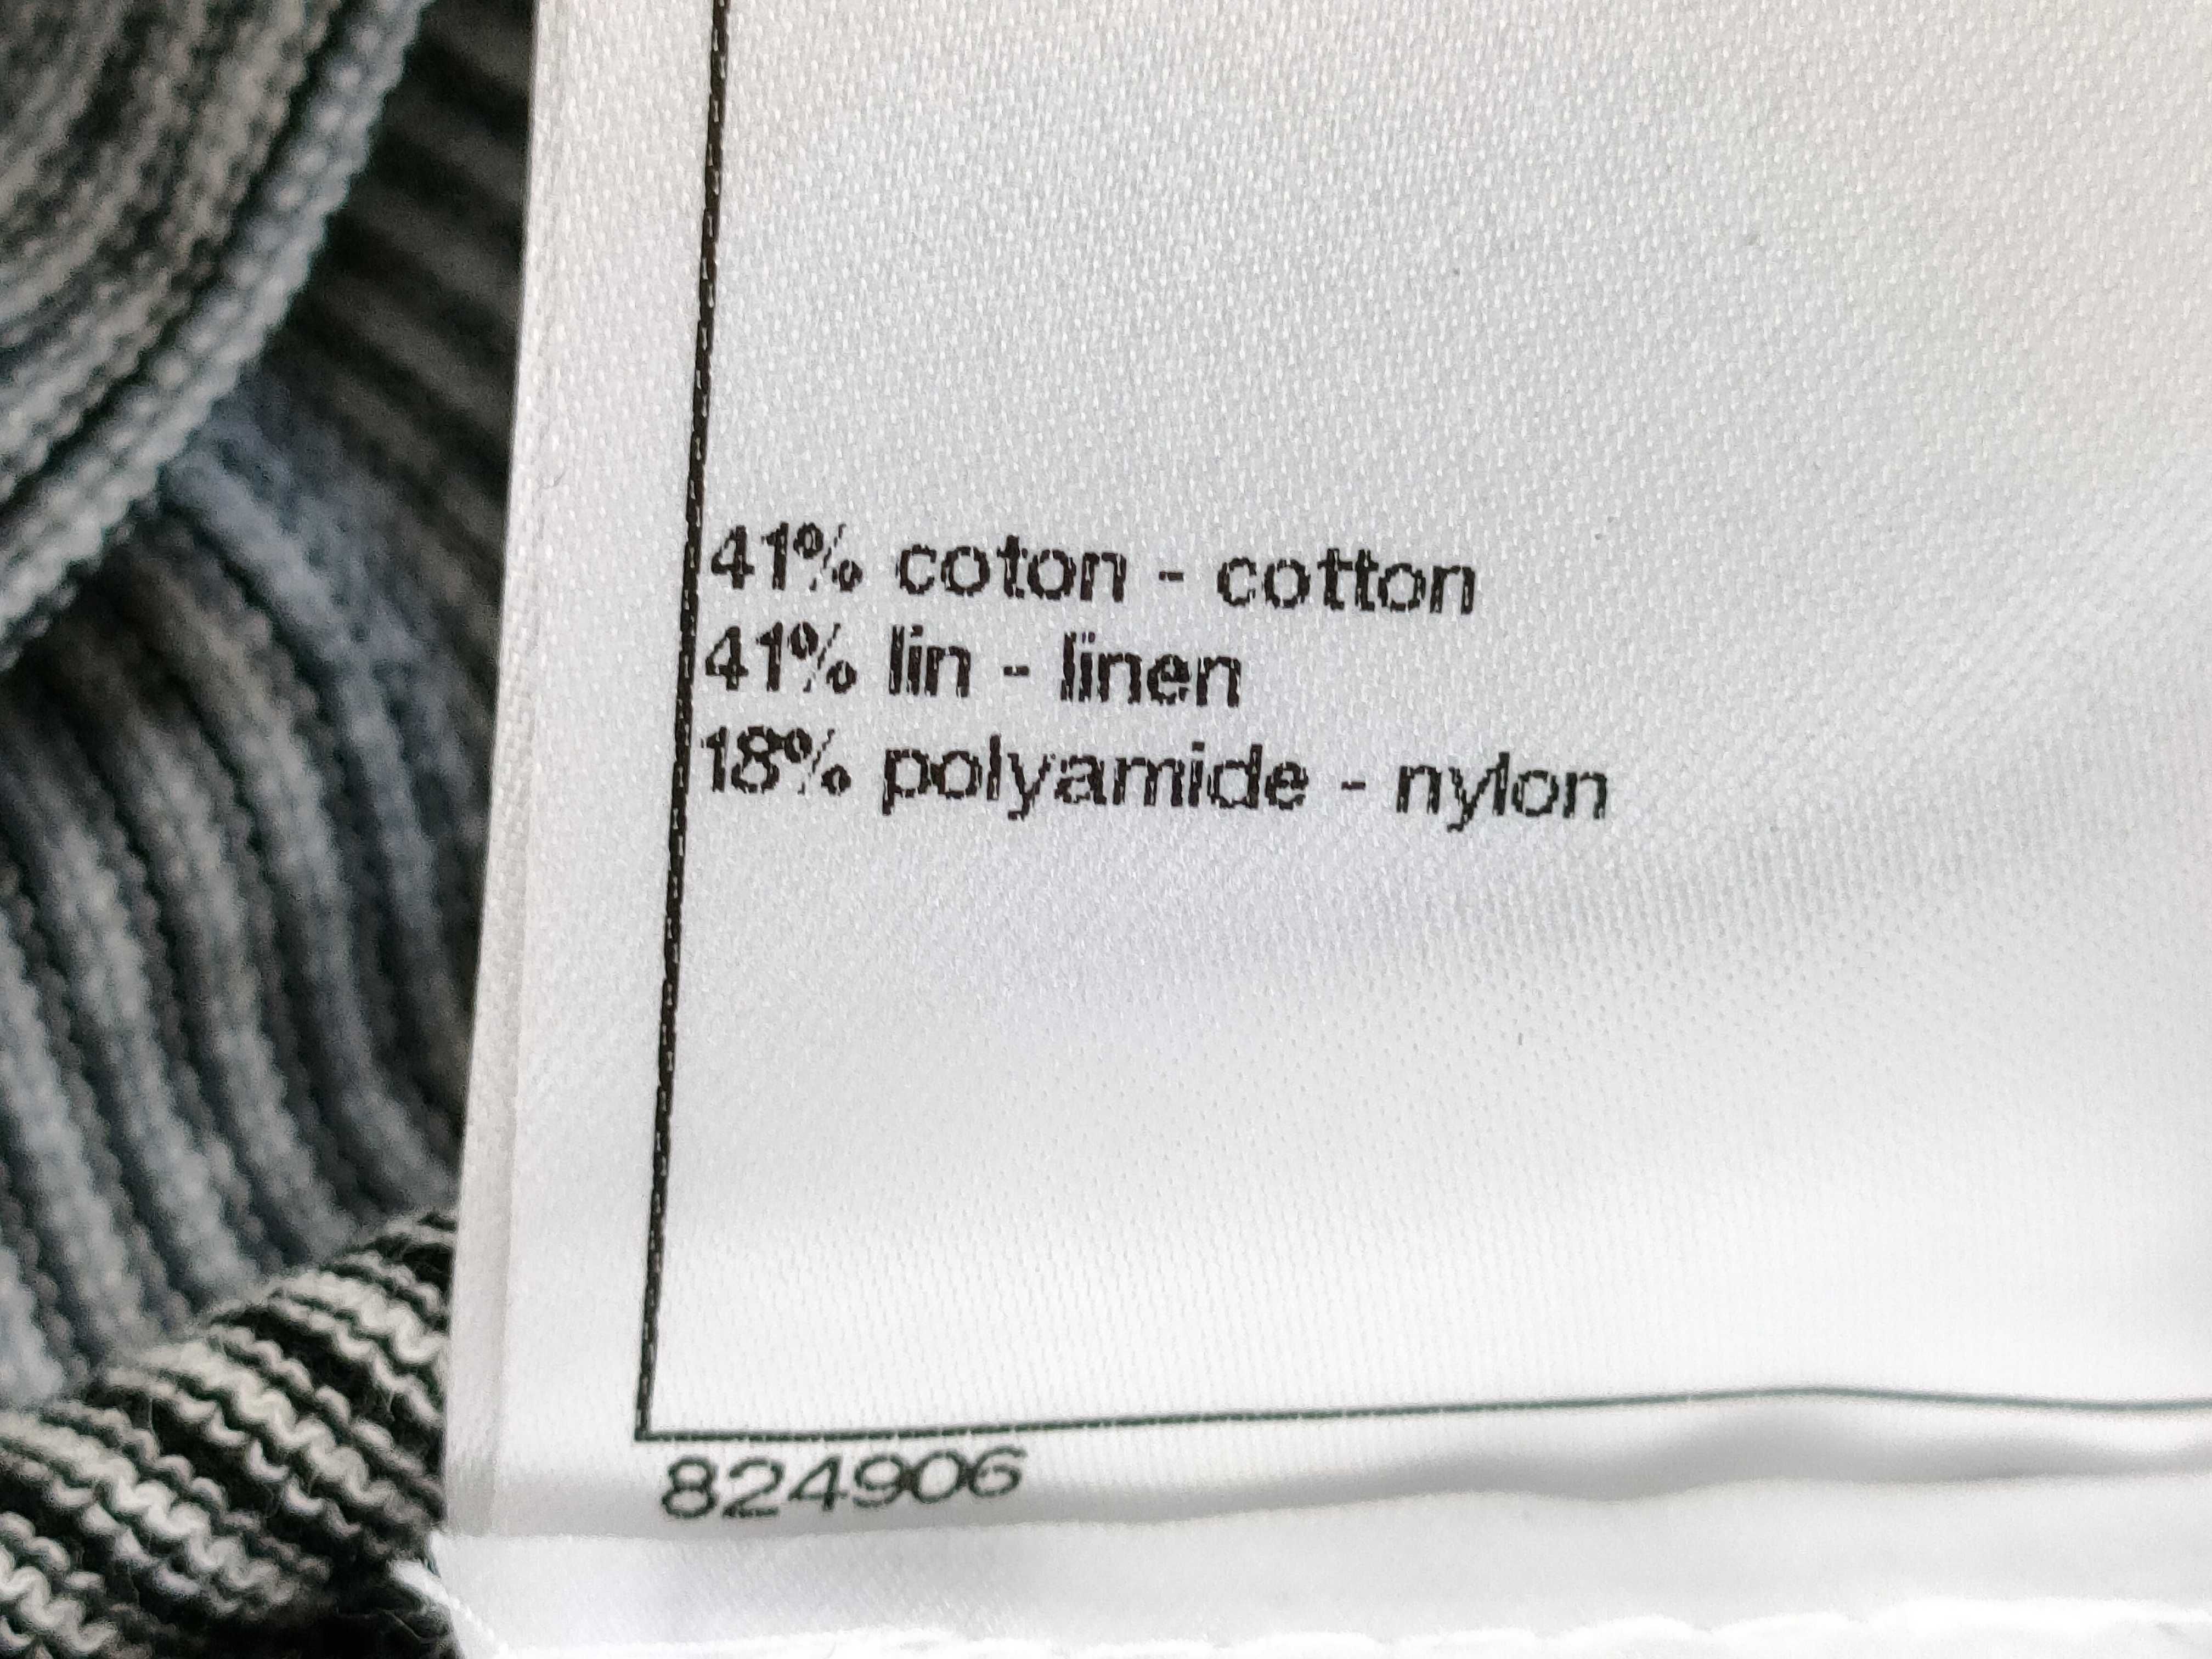 41% coton - cotton
41% lin - linen
18% polyamide - nylon
824906